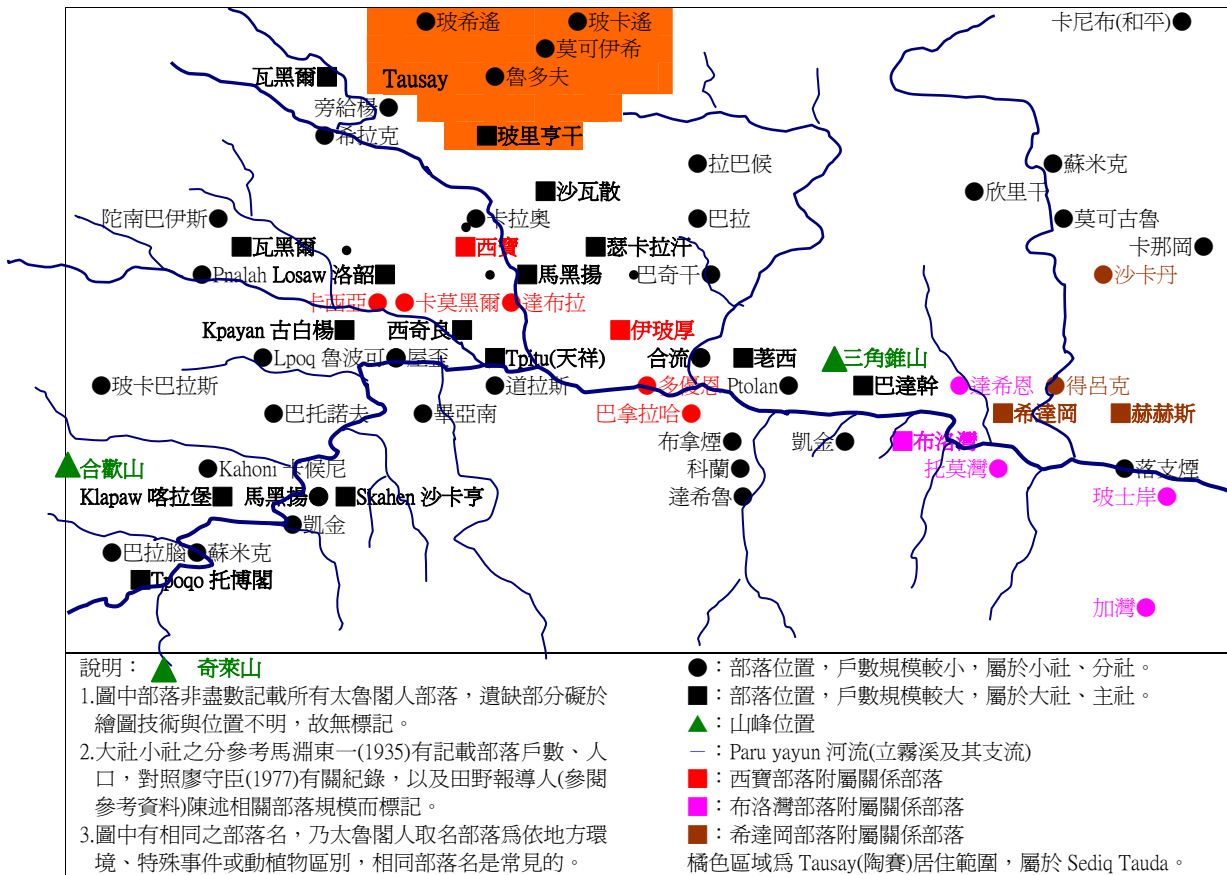 玻希遙 玻卡遙 卡尼布(和平)
莫可伊希
瓦黑爾 Tausay 魯多夫
旁給楊
希拉克 玻里亨干
拉巴候 蘇米克
沙瓦散 欣里干
陀南巴伊斯 卡拉奧 巴拉 莫可古魯
瓦黑爾 西寶 瑟卡拉汗 卡那岡
Pnalah Losaw 洛韶 馬黑揚 巴奇干 沙卡丹
卡西亞 卡莫黑爾 達布拉
Kpayan 古白楊 西奇良 伊玻厚
Lpoq 魯波可 屋歪 Tpitu(天祥) 合流 荖西 三角錐山
玻卡巴拉斯 道拉斯 多優恩 Ptolan 巴達幹 達希恩 得呂克
巴托諾夫 畢亞南 巴拿拉哈 希達岡 赫赫斯
布拿煙 凱金 布洛灣
合歡山 Kahoni 卡候尼 科蘭 托莫灣 落支煙
Klapaw 喀拉堡 馬黑揚 Skahen 沙卡亨 達希魯 玻士岸
凱金
巴拉腦 蘇米克
Tpoqo 托博閣
加灣
說明： 奇萊山
1.圖中部落非盡數記載所有太魯閣人部落，遺缺部分礙於
繪圖技術與位置不明，故無標記。
2.大社小社之分參考馬淵東一(1935)有記載部落戶數、人
口，對照廖守臣(1977)有關紀錄，以及田野報導人(參閱
參考資料)陳述相關部落規模而標記。
3.圖中有相同之部落名，乃太魯閣人取名部落爲依地方環
境、特殊事件或動植物區別，相同部落名是常見的。
●：部落位置，戶數規模較小，屬於小社、分社。
■：部落位置，戶數規模較大，屬於大社、主社。
▲：山峰位置
－：Paru yayun 河流(立霧溪及其支流)
■：西寶部落附屬關係部落
■：布洛灣部落附屬關係部落
■：希達岡部落附屬關係部落
橘色區域爲 Tausay(陶賽)居住範圍，屬於 Sediq Tauda。